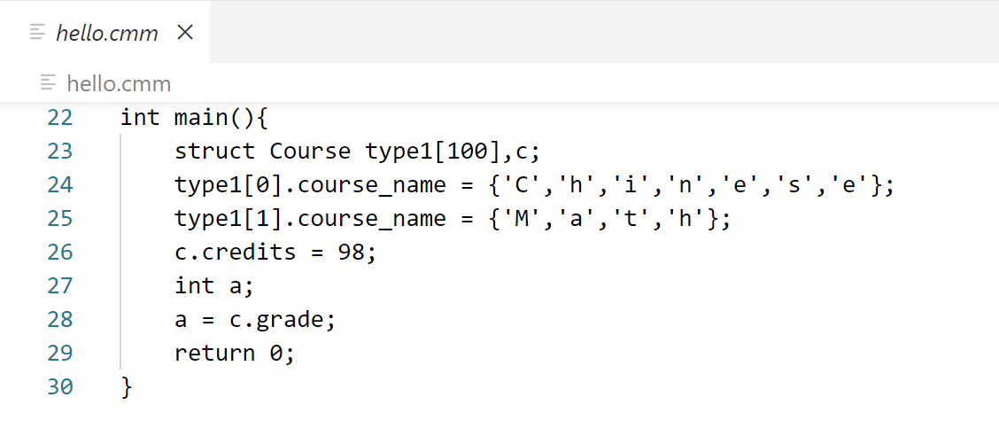 hello.cmm
hello.cmm
22 int main(){
23 struct Course type1[100],c;
24 type1[0].course_name = {'C','h','i','n','e','s','e'};
25 type1[1].course_name = {'M','a','t','h'};
26 c.credits = 98;
27 int a;
28 a = c.grade;
29 return 0;
30 }